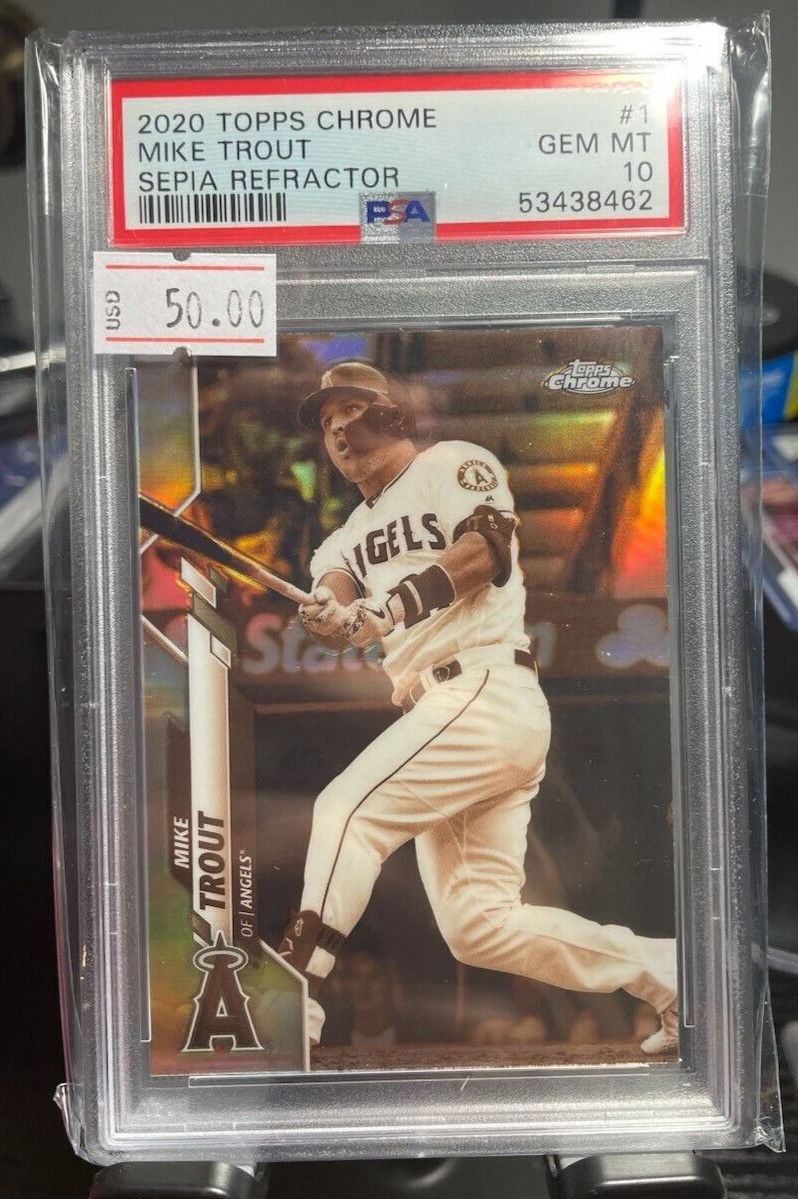 2020 TOPPS CHROME #1
MIKE TROUT GEM MT
SEPIA REFRACTOR 10
PSA 53438462
USD 50.00
Topps
Chrome
A
ANGELS
State
MIKE
TROUT
OF | ANGELS®
A